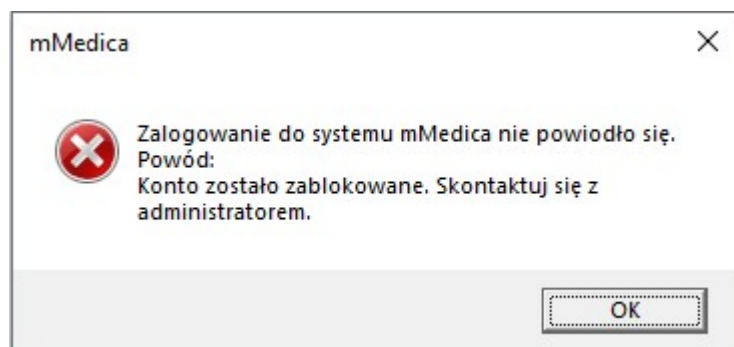 mMedica
Zalogowanie do systemu mMedica nie powiodło się.
Powód:
Konto zostało zablokowane. Skontaktuj się z
administratorem.
OK